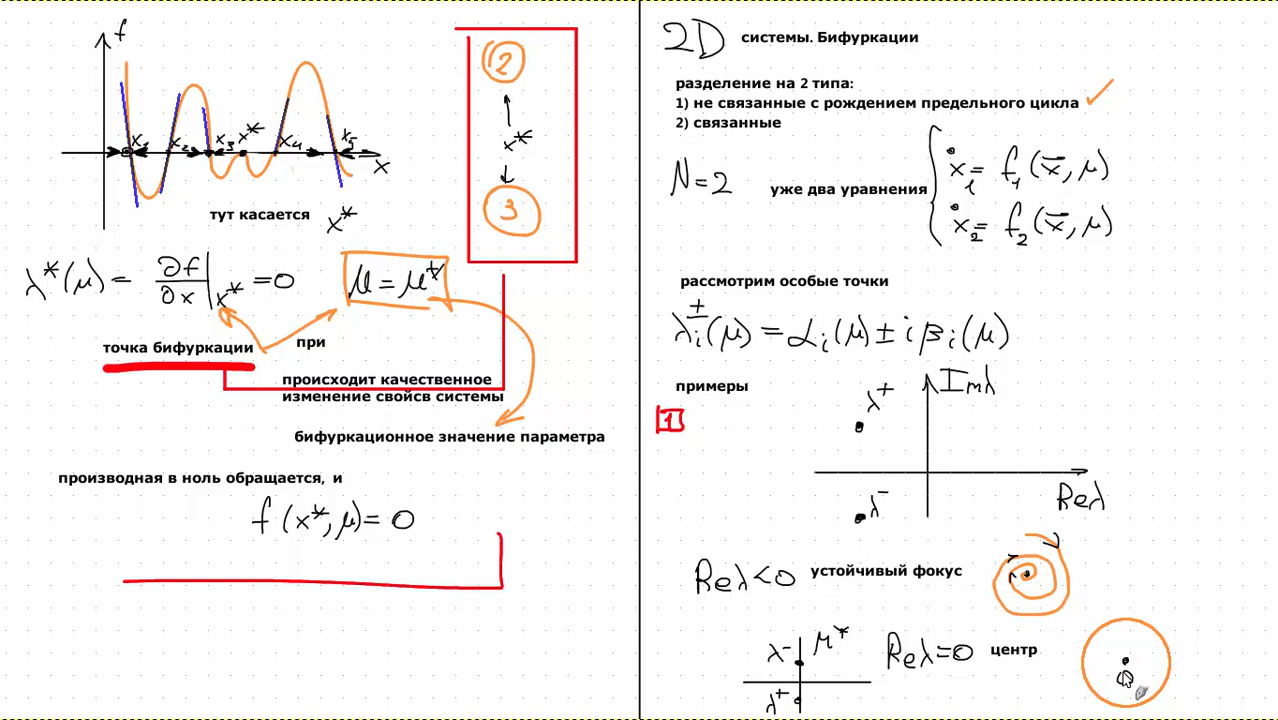 f
x₁ x₂ x₃ x* x₄ x₅
x
тут касается x*
2
x*
3
λ*(μ) = ∂f/∂x |x* = 0
μ = μ*
точка бифуркации
при
происходит качественное
изменение свойсв системы
бифуркационное значение параметра
производная в ноль обращается, и
f(x*, μ) = 0
2D системы. Бифуркации
разделение на 2 типа:
1) не связанные с рождением предельного цикла
2) связанные
N=2 уже два уравнения
ẋ₁ = f₁(x̄, μ)
ẋ₂ = f₂(x̄, μ)
рассмотрим особые точки
λᵢ±(μ) = αᵢ(μ) ± iβᵢ(μ)
примеры
1
Imλ
λ⁺
λ⁻
Reλ
Reλ<0 устойчивый фокус
λ⁻ μ*
Reλ=0 центр
λ⁺